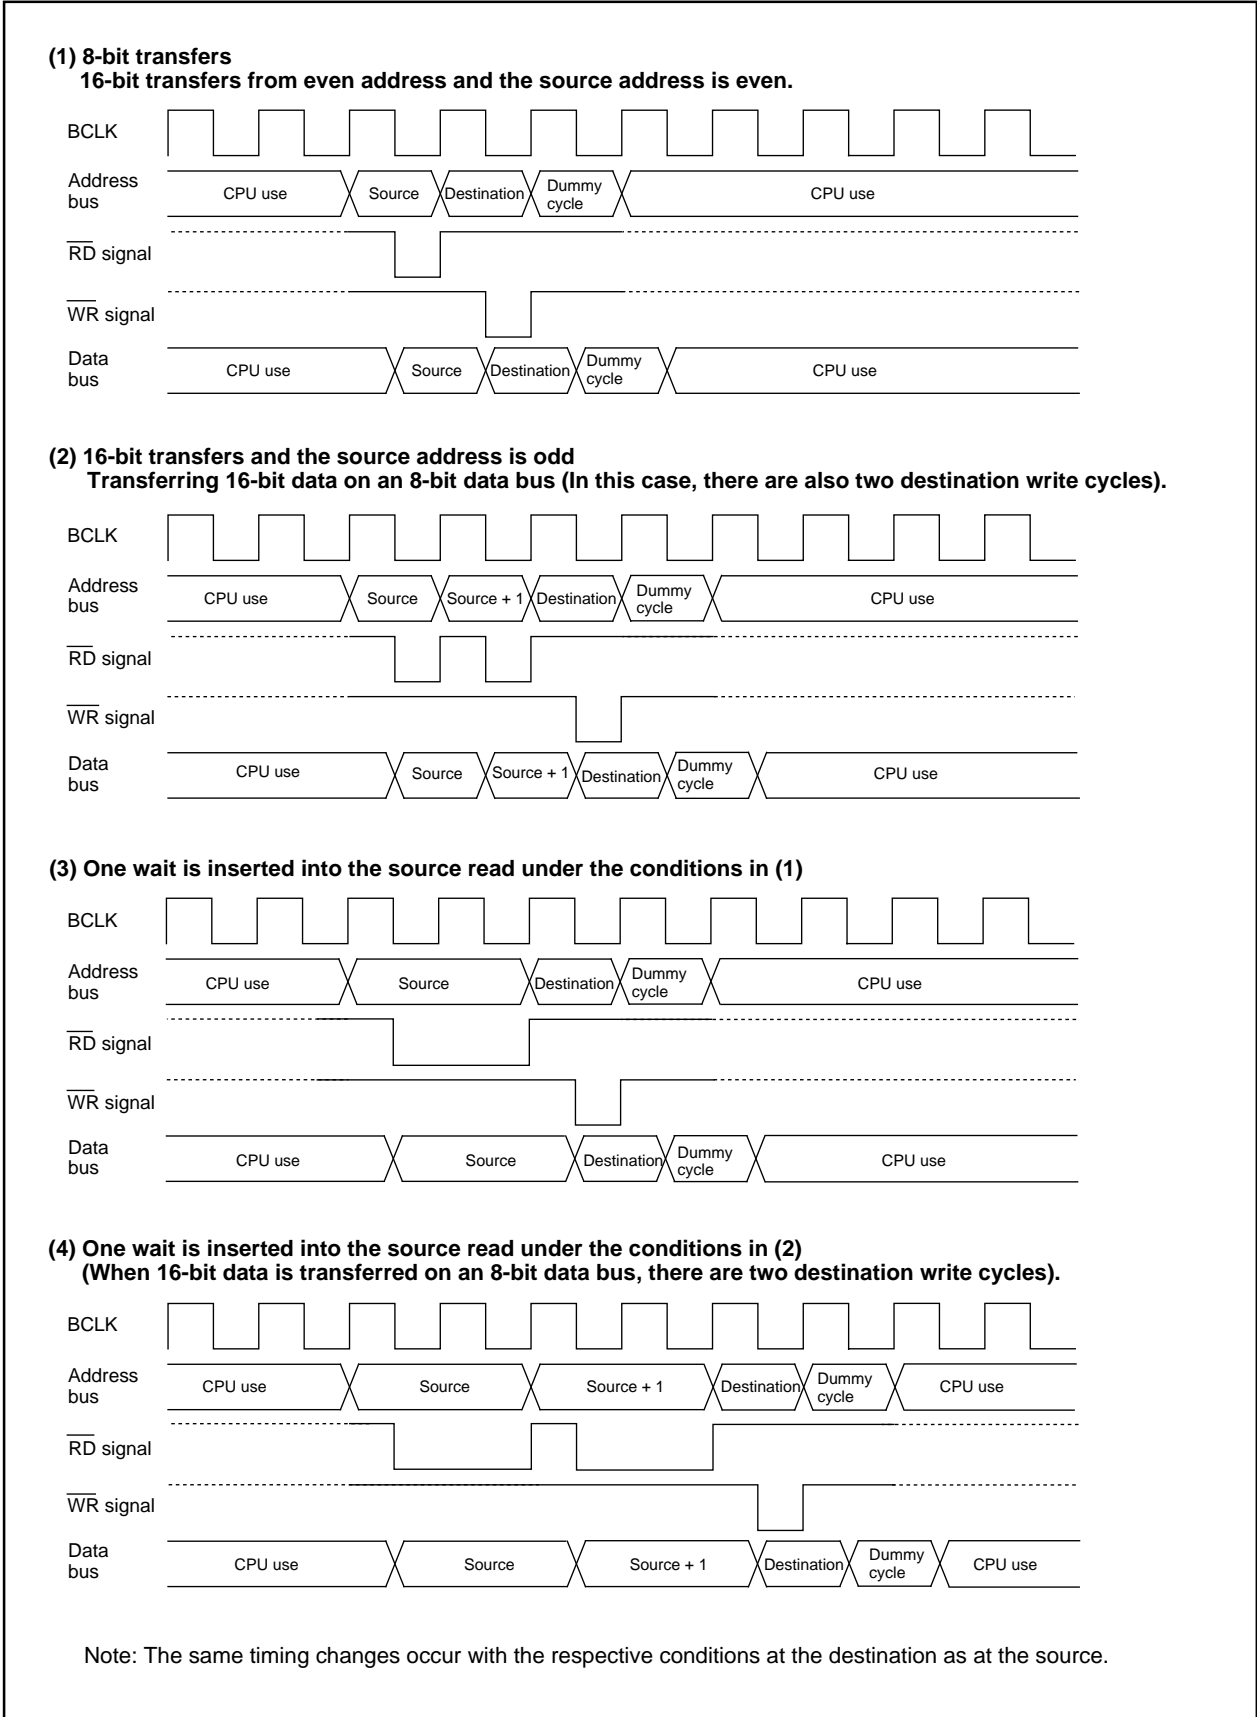 (1) 8-bit transfers
16-bit transfers from even address and the source address is even.
BCLK
Address
bus
CPU use
Source
Destination
Dummy
cycle
CPU use
RD signal
WR signal
Data
bus
CPU use
Source
Destination
Dummy
cycle
CPU use
(2) 16-bit transfers and the source address is odd
Transferring 16-bit data on an 8-bit data bus (In this case, there are also two destination write cycles).
BCLK
Address
bus
CPU use
Source
Source + 1
Destination
Dummy
cycle
CPU use
RD signal
WR signal
Data
bus
CPU use
Source
Source + 1
Destination
Dummy
cycle
CPU use
(3) One wait is inserted into the source read under the conditions in (1)
BCLK
Address
bus
CPU use
Source
Destination
Dummy
cycle
CPU use
RD signal
WR signal
Data
bus
CPU use
Source
Destination
Dummy
cycle
CPU use
(4) One wait is inserted into the source read under the conditions in (2)
(When 16-bit data is transferred on an 8-bit data bus, there are two destination write cycles).
BCLK
Address
bus
CPU use
Source
Source + 1
Destination
Dummy
cycle
CPU use
RD signal
WR signal
Data
bus
CPU use
Source
Source + 1
Destination
Dummy
cycle
CPU use
Note: The same timing changes occur with the respective conditions at the destination as at the source.